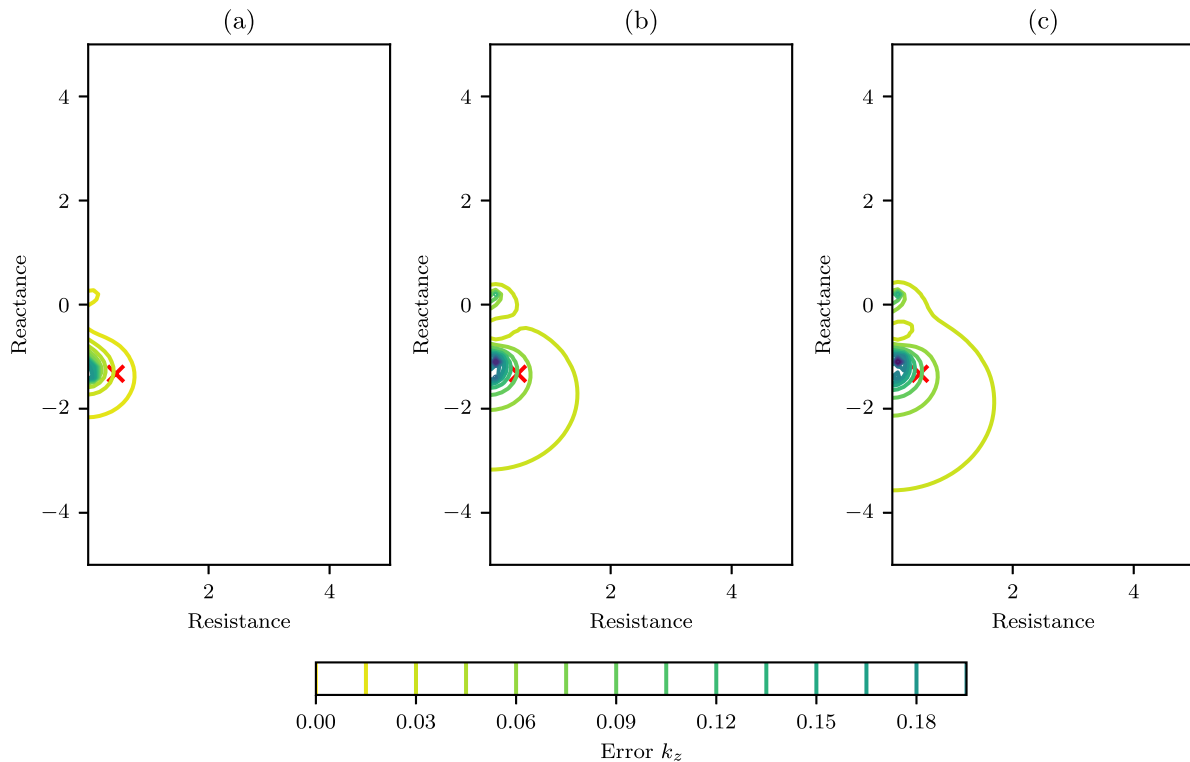 (a) (b) (c)
4 4 4
2 2 2
Reactance Reactance Reactance
0 0 0
−2 −2 −2
−4 −4 −4
2 4 2 4 2 4
Resistance Resistance Resistance
0.00 0.03 0.06 0.09 0.12 0.15 0.18
Error k_z